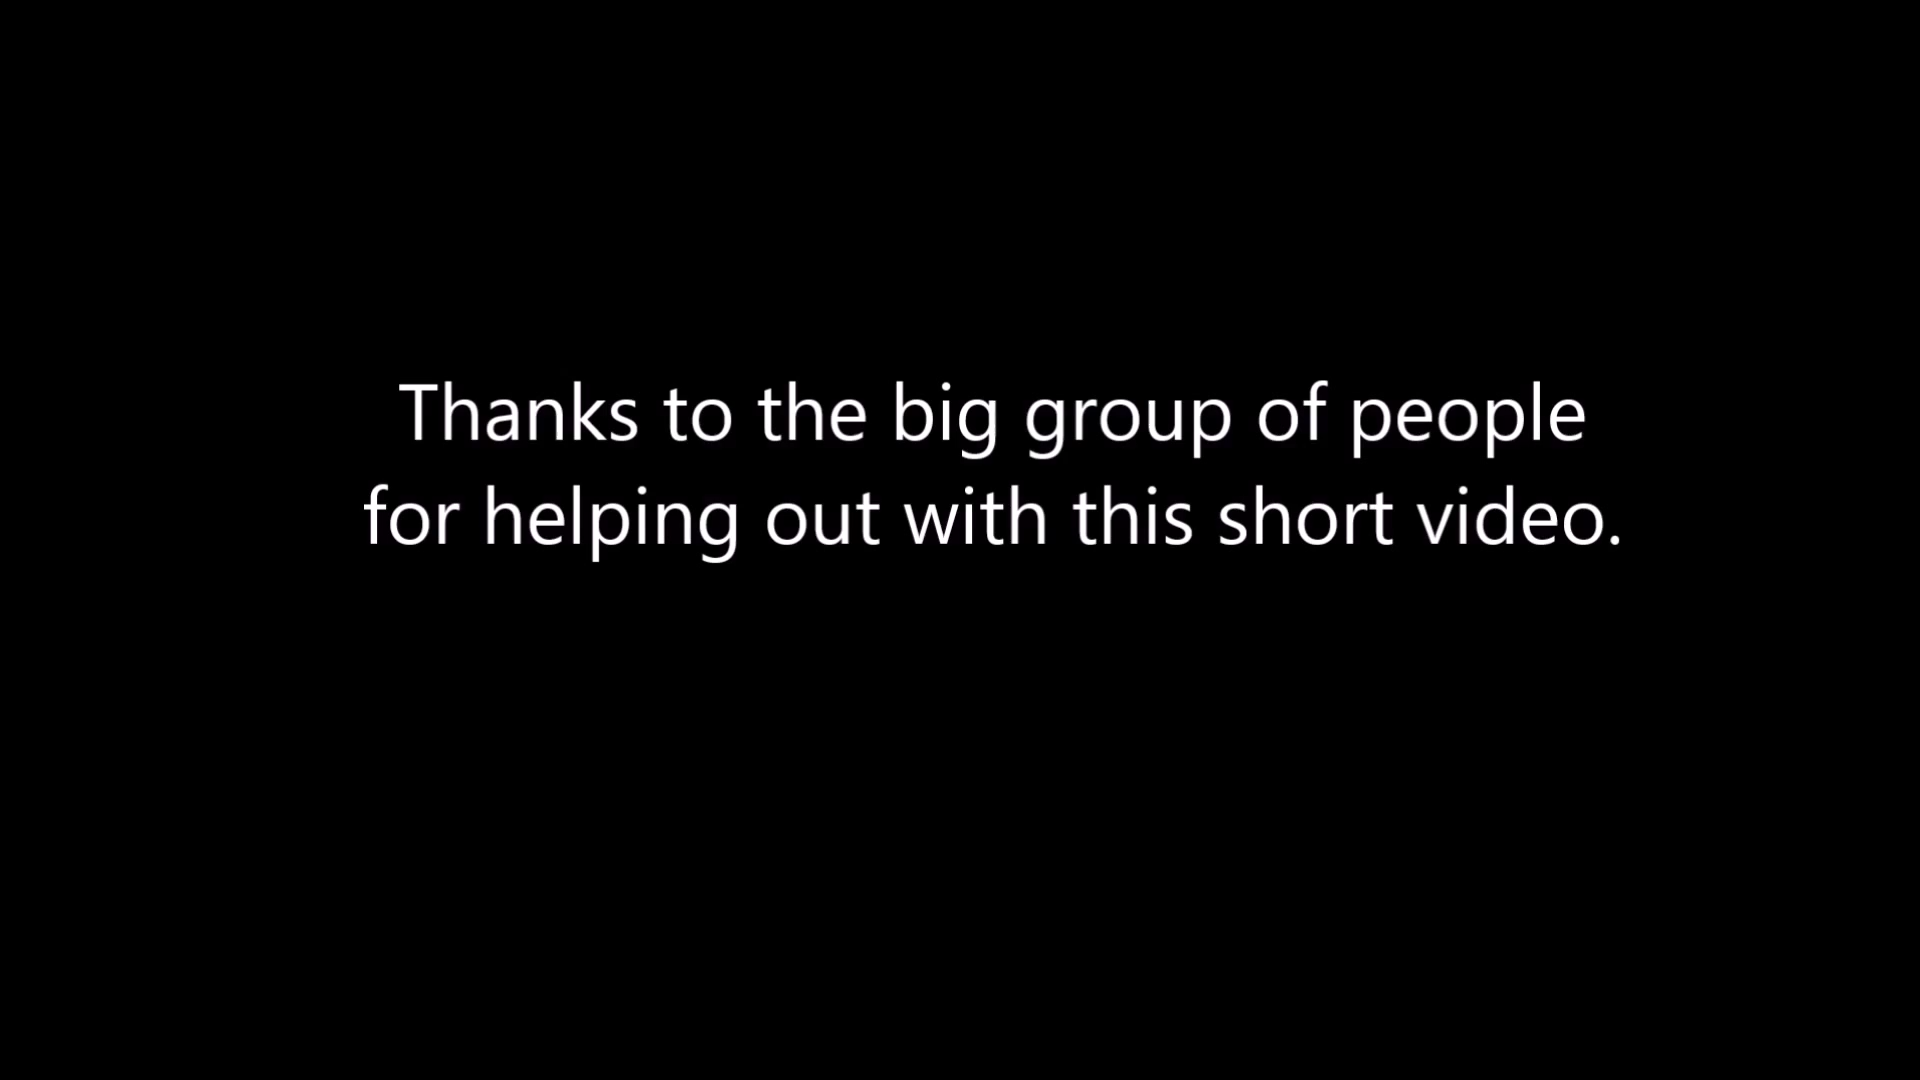 Thanks to the big group of people
for helping out with this short video.